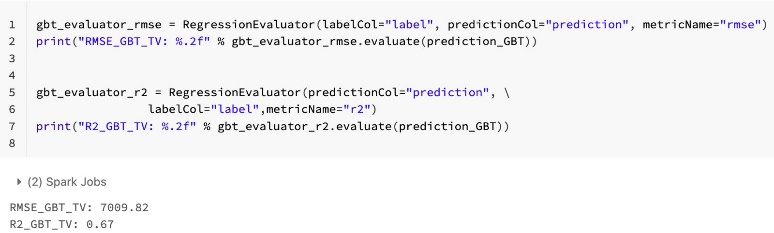 1 gbt_evaluator_rmse = RegressionEvaluator(labelCol="label", predictionCol="prediction", metricName="rmse")
2 print("RMSE_GBT_TV: %.2f" % gbt_evaluator_rmse.evaluate(prediction_GBT))
3
4
5 gbt_evaluator_r2 = RegressionEvaluator(predictionCol="prediction", \
6 labelCol="label",metricName="r2")
7 print("R2_GBT_TV: %.2f" % gbt_evaluator_r2.evaluate(prediction_GBT))
8
(2) Spark Jobs
RMSE_GBT_TV: 7009.82
R2_GBT_TV: 0.67